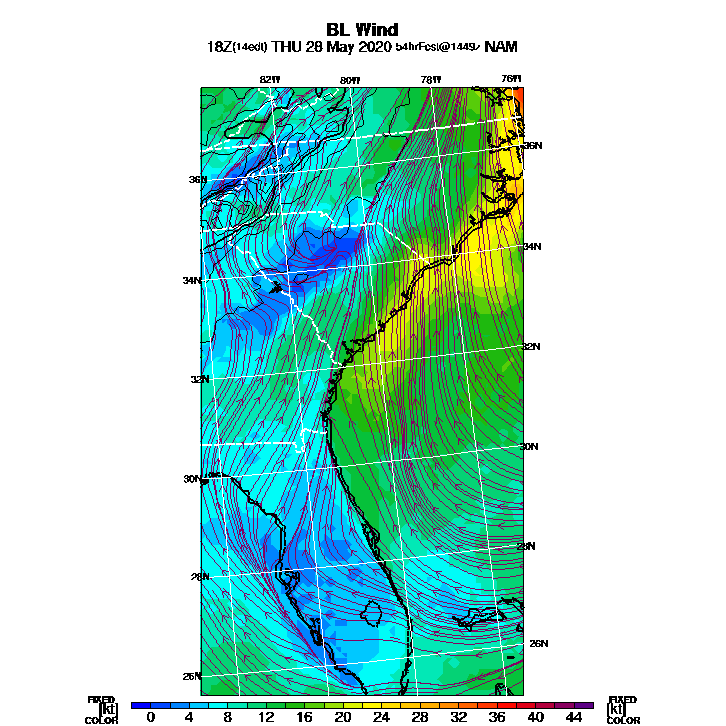 BL Wind
18Z(14edt) THU 28 May 2020 54hrFcst@1449z NAM
82W 80W 78W 76W
36N
36N
34N
34N
32N
32N
30N
30N
28N
28N
26N
26N
FIXED FIXED
[kt] 0 4 8 12 16 20 24 28 32 36 40 44 [kt]
COLOR COLOR